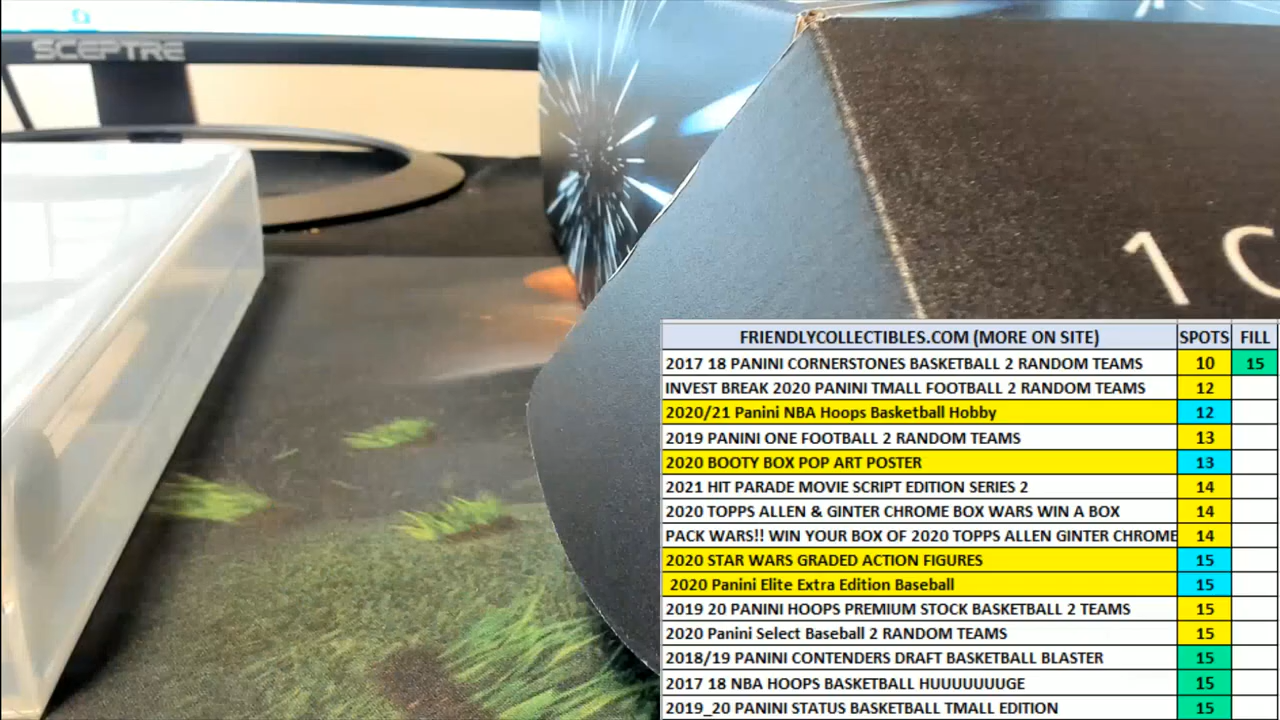 SCEPTRE
1
FRIENDLYCOLLECTIBLES.COM (MORE ON SITE) SPOTS FILL
2017 18 PANINI CORNERSTONES BASKETBALL 2 RANDOM TEAMS 10 15
INVEST BREAK 2020 PANINI TMALL FOOTBALL 2 RANDOM TEAMS 12
2020/21 Panini NBA Hoops Basketball Hobby 12
2019 PANINI ONE FOOTBALL 2 RANDOM TEAMS 13
2020 BOOTY BOX POP ART POSTER 13
2021 HIT PARADE MOVIE SCRIPT EDITION SERIES 2 14
2020 TOPPS ALLEN & GINTER CHROME BOX WARS WIN A BOX 14
PACK WARS!! WIN YOUR BOX OF 2020 TOPPS ALLEN GINTER CHROME 14
2020 STAR WARS GRADED ACTION FIGURES 15
2020 Panini Elite Extra Edition Baseball 15
2019 20 PANINI HOOPS PREMIUM STOCK BASKETBALL 2 TEAMS 15
2020 Panini Select Baseball 2 RANDOM TEAMS 15
2018/19 PANINI CONTENDERS DRAFT BASKETBALL BLASTER 15
2017 18 NBA HOOPS BASKETBALL HUUUUUUGE 15
2019_20 PANINI STATUS BASKETBALL TMALL EDITION 15